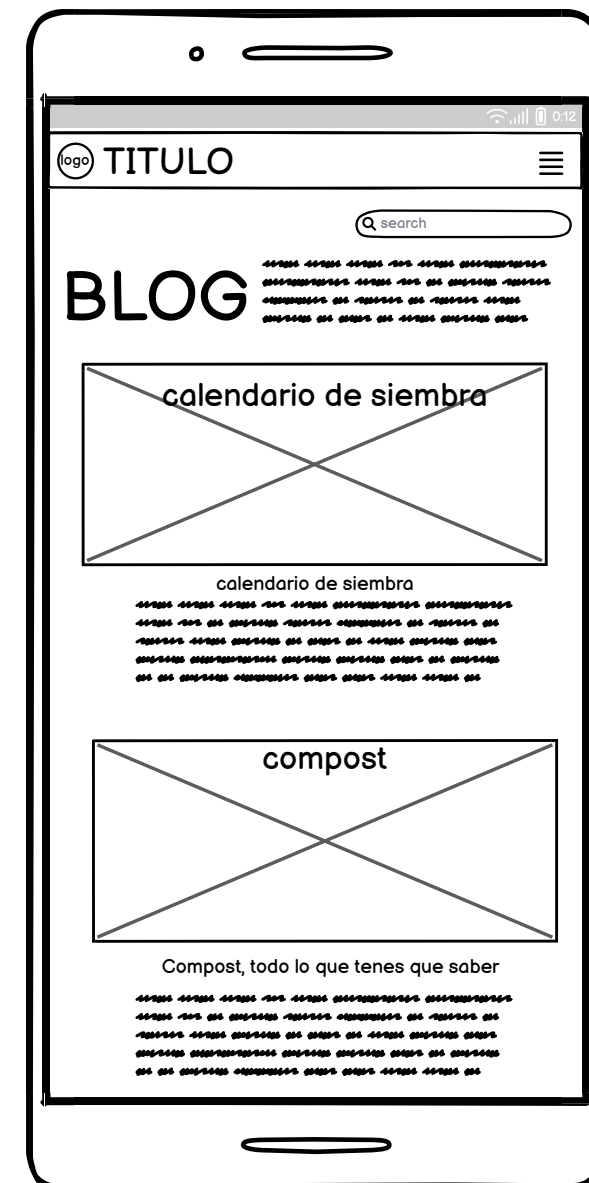 0:12
logo TITULO
search
BLOG
calendario de siembra
calendario de siembra
compost
Compost, todo lo que tenes que saber